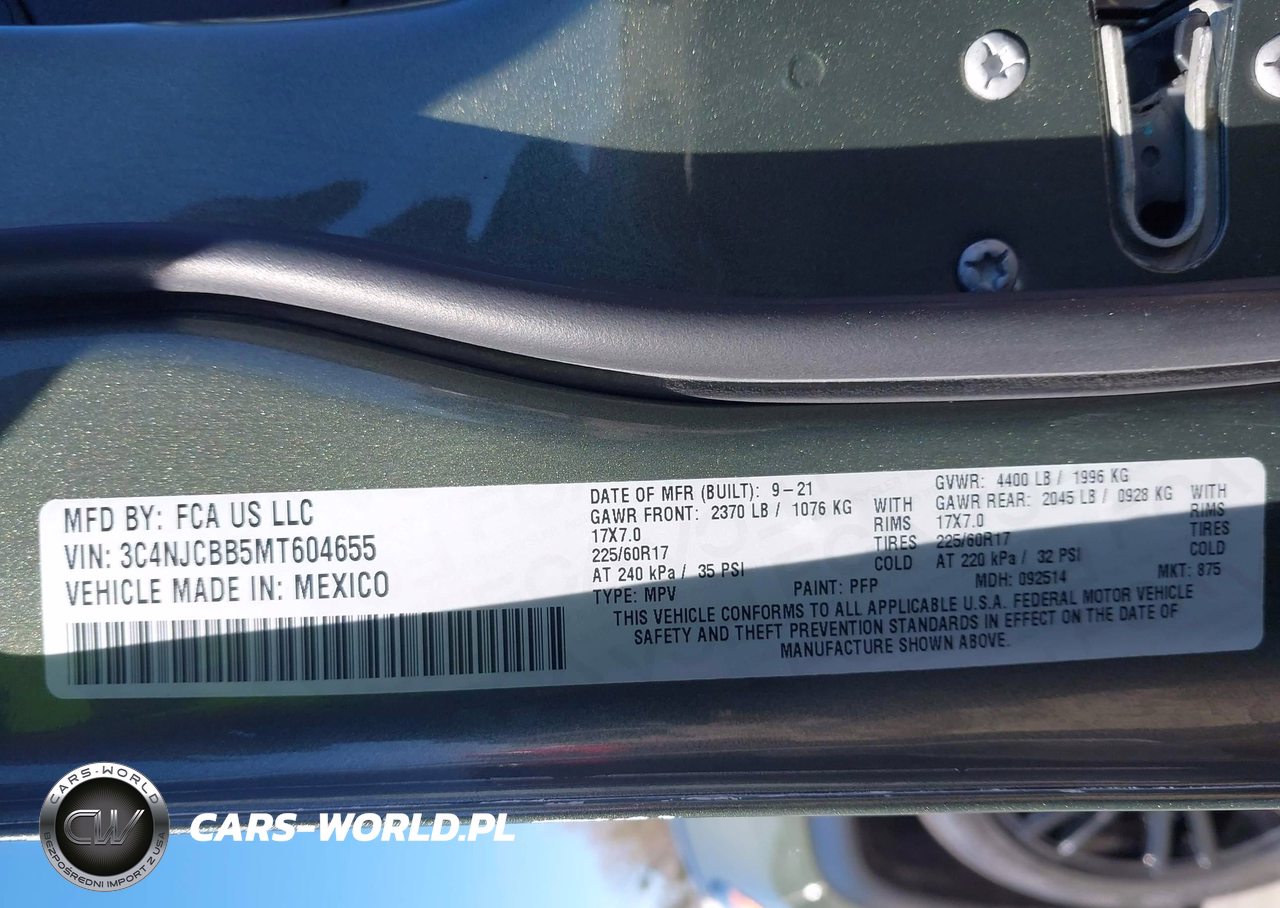 MFD BY: FCA US LLC
VIN: 3C4NJCBB5MT604655
VEHICLE MADE IN: MEXICO
DATE OF MFR (BUILT): 9-21
GAWR FRONT: 2370 LB / 1076 KG
17X7.0
225/60R17
AT 240 kPa / 35 PSI
WITH
RIMS
TIRES
COLD
GVWR: 4400 LB / 1996 KG
GAWR REAR: 2045 LB / 0928 KG
17X7.0
225/60R17
AT 220 kPa / 32 PSI
WITH
RIMS
TIRES
COLD
TYPE: MPV PAINT: PFP MDH: 092514 MKT: 875
THIS VEHICLE CONFORMS TO ALL APPLICABLE U.S.A. FEDERAL MOTOR VEHICLE
SAFETY AND THEFT PREVENTION STANDARDS IN EFFECT ON THE DATE OF
MANUFACTURE SHOWN ABOVE.
CARS-WORLD
CW
BEZPOŚREDNI IMPORT Z USA
CARS-WORLD.PL